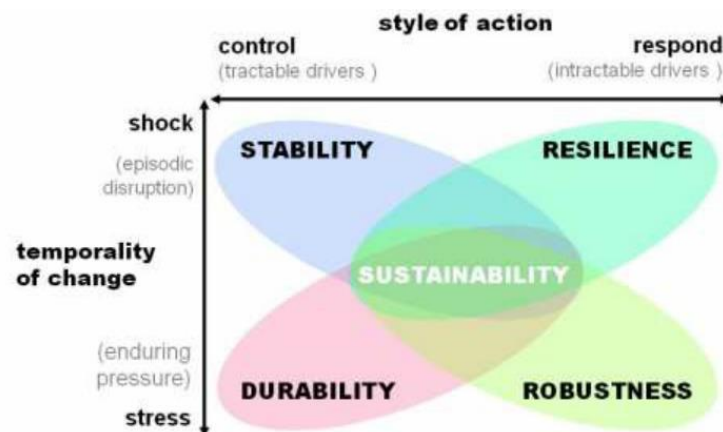 style of action
control
respond
(tractable drivers )
(intractable drivers )
shock
(episodic
disruption)
STABILITY
RESILIENCE
temporality
of change
SUSTAINABILITY
(enduring
pressure)
DURABILITY
ROBUSTNESS
stress